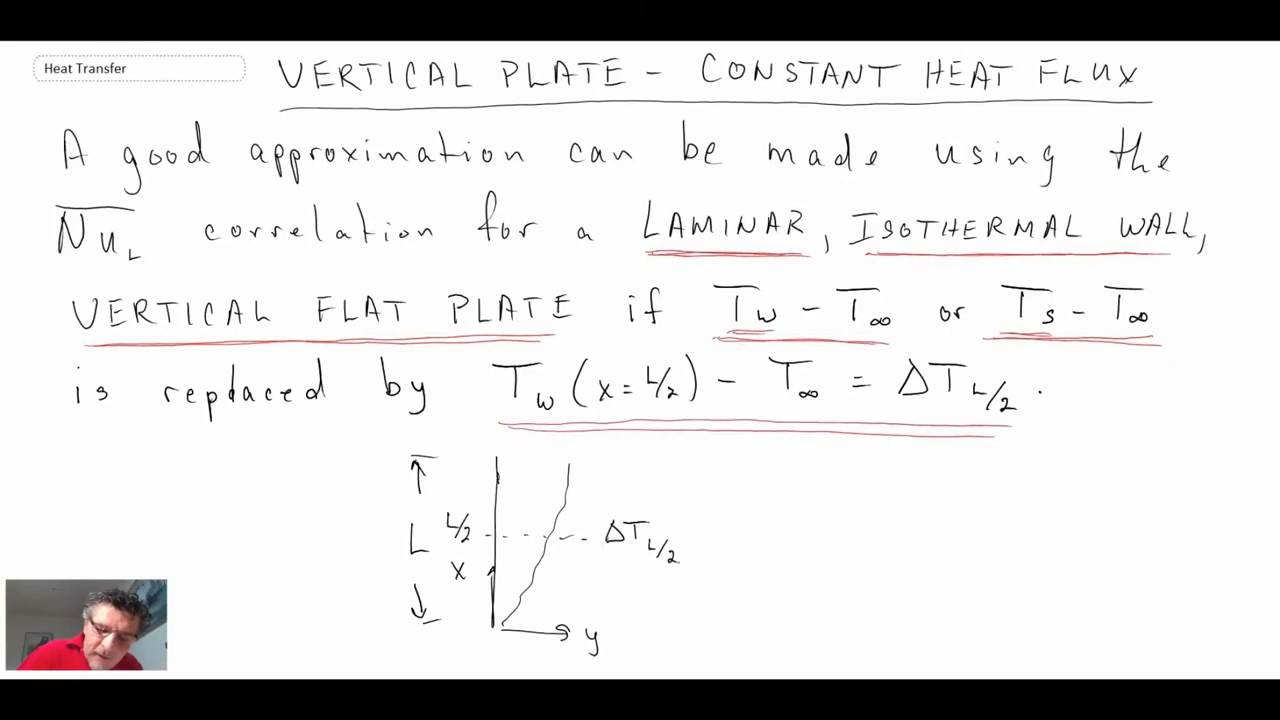 Heat Transfer
VERTICAL PLATE - CONSTANT HEAT FLUX
A good approximation can be made using the
N̅u̅_L correlation for a LAMINAR, ISOTHERMAL WALL,
VERTICAL FLAT PLATE if T_w - T_∞ or T_s - T_∞
is replaced by T_w (x = L/2) - T_∞ = ΔT_L/2.
L/2
ΔT_L/2
L
x
y